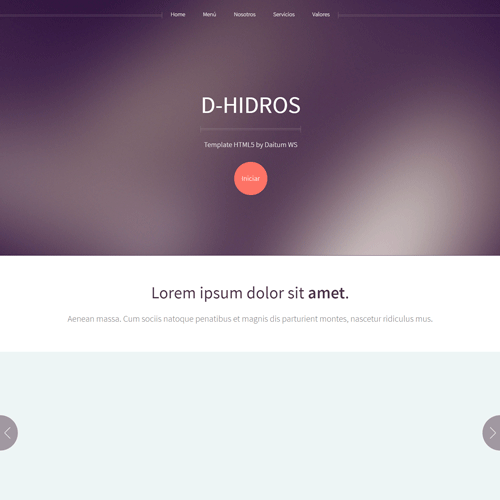 Home Menú Nosotros Servicios Valores
D-HIDROS
Template HTML5 by Daitum WS
Iniciar
Lorem ipsum dolor sit amet.
Aenean massa. Cum sociis natoque penatibus et magnis dis parturient montes, nascetur ridiculus mus.